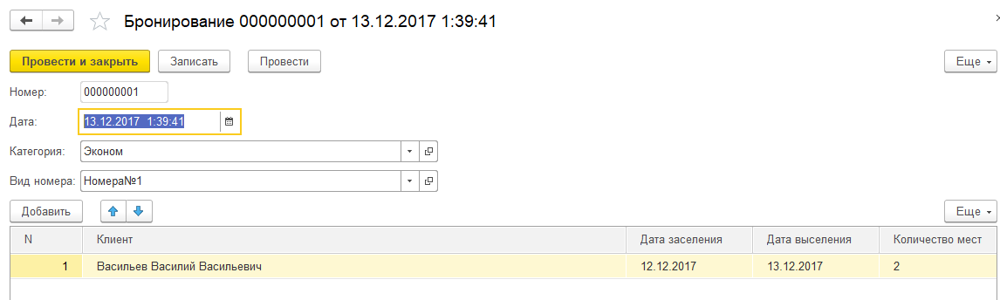 Бронирование 000000001 от 13.12.2017 1:39:41
Провести и закрыть Записать Провести Еще
Номер: 000000001
Дата: 13.12.2017 1:39:41
Категория: Эконом
Вид номера: Номера№1
Добавить Еще
N Клиент Дата заселения Дата выселения Количество мест
1 Васильев Василий Васильевич 12.12.2017 13.12.2017 2